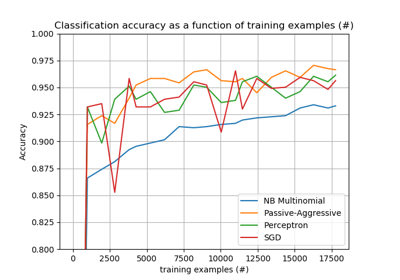 Classification accuracy as a function of training examples (#)
1.000
0.975
0.950
0.925
0.900
0.875
0.850
0.825
0.800
Accuracy
NB Multinomial
Passive-Aggressive
Perceptron
SGD
0 2500 5000 7500 10000 12500 15000 17500
training examples (#)